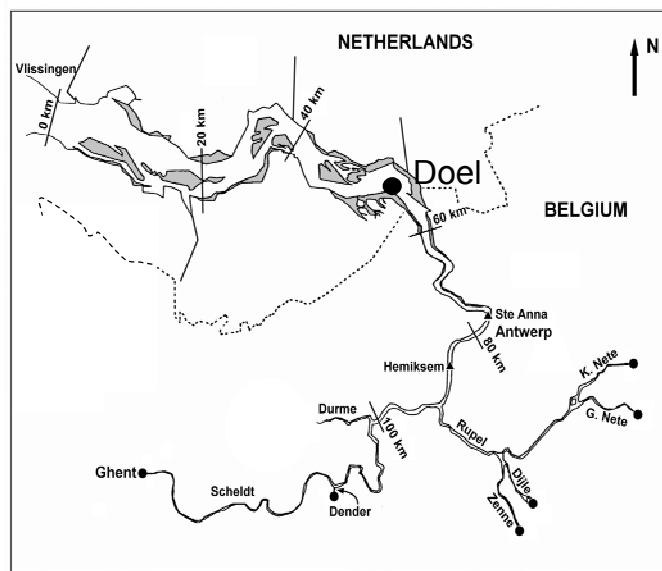 NETHERLANDS
N
Vlissingen
0 km
20 km
40 km
Doel
BELGIUM
60 km
Ste Anna
Antwerp
80 km
Hemiksem
K. Nete
G. Nete
Durme
100 km
Rupel
Ghent
Scheldt
Dender
Dijle
Zenne